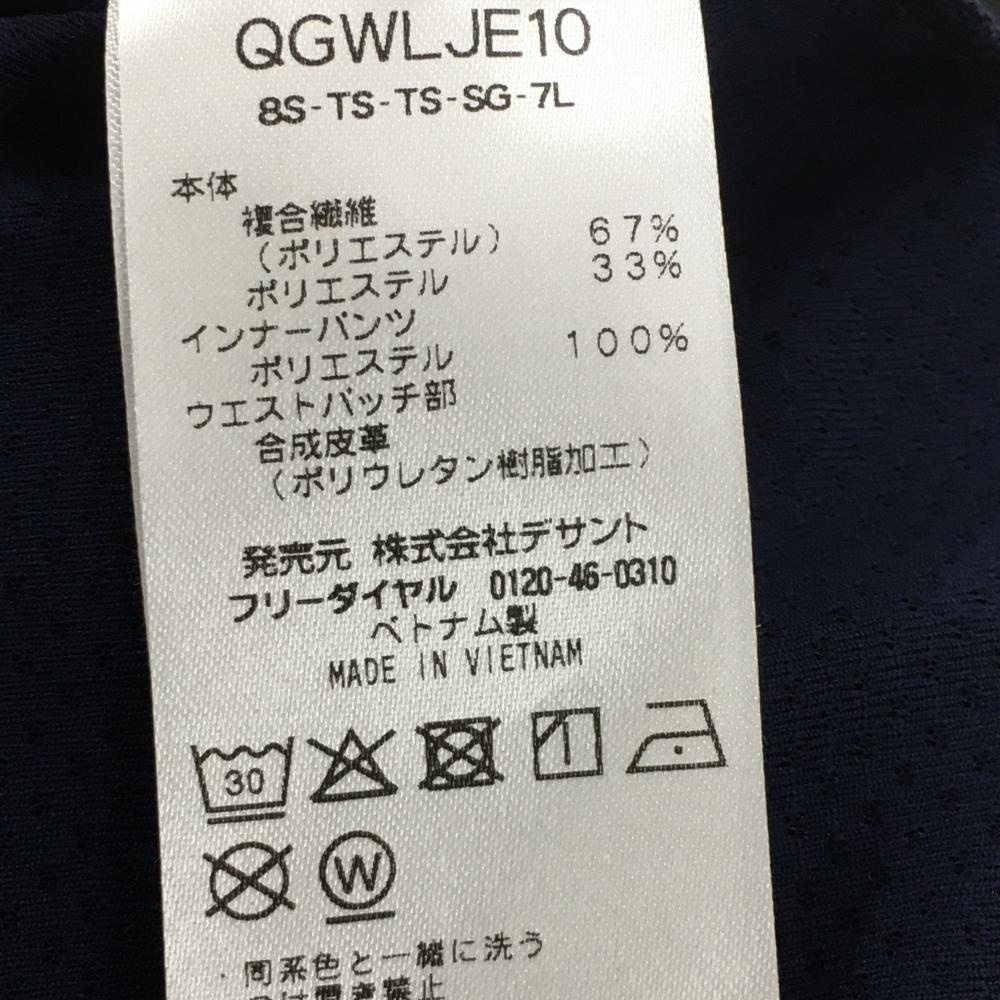 QGWLJE10
8S-TS-TS-SG-7L
本体
複合繊維
（ポリエステル） 67%
ポリエステル 33%
インナーパンツ
ポリエステル 100%
ウエストパッチ部
合成皮革
（ポリウレタン樹脂加工）
発売元 株式会社デサント
フリーダイヤル 0120-46-0310
ベトナム製
MADE IN VIETNAM
30
W
・同系色と一緒に洗う